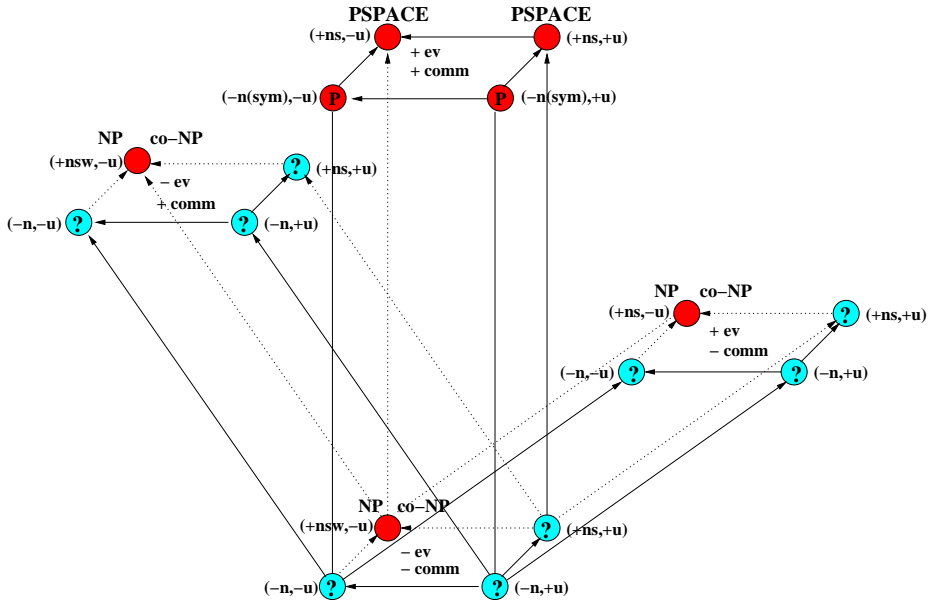 PSPACE PSPACE
(+ns,−u) (+ns,+u)
+ ev
+ comm
(−n(sym),−u) P P (−n(sym),+u)
NP co−NP
(+nsw,−u) ? (+ns,+u)
− ev
+ comm
(−n,−u) ? ? (−n,+u)
NP co−NP
(+ns,−u) ? (+ns,+u)
+ ev
− comm
(−n,−u) ? ? (−n,+u)
NP co−NP
(+nsw,−u) ? (+ns,+u)
− ev
− comm
(−n,−u) ? ? (−n,+u)